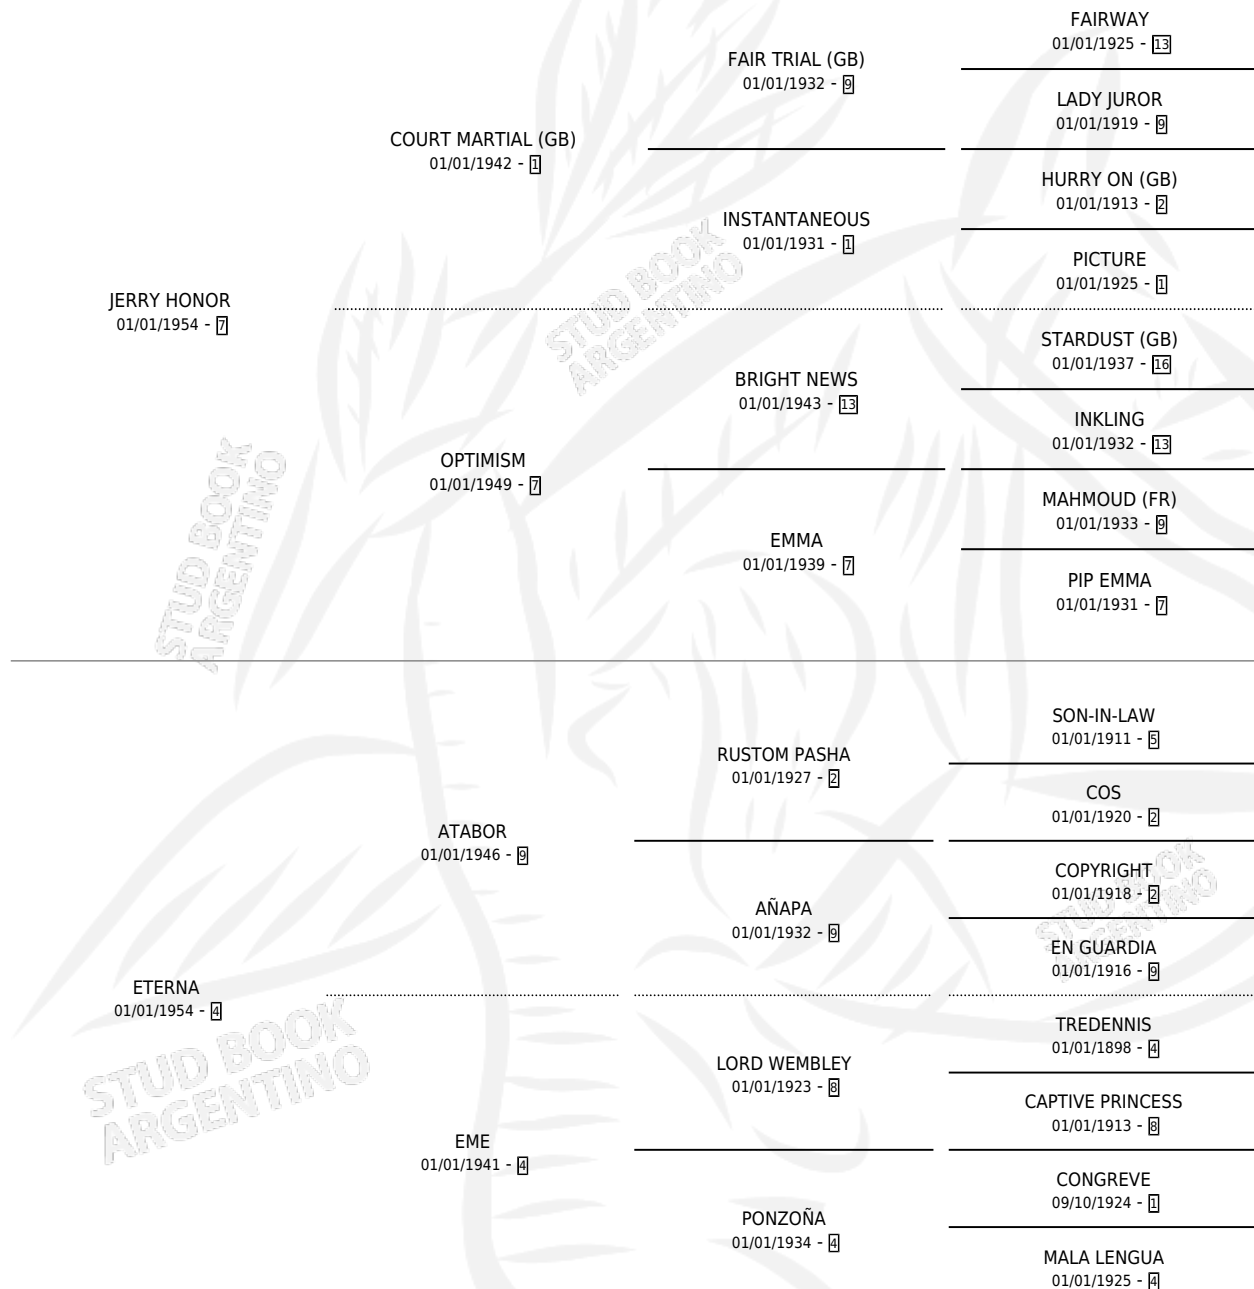 FAIRWAY
01/01/1925 - 13
FAIR TRIAL (GB)
01/01/1932 - 9
LADY JUROR
01/01/1919 - 9
COURT MARTIAL (GB)
01/01/1942 - 1
HURRY ON (GB)
01/01/1913 - 2
INSTANTANEOUS
01/01/1931 - 1
PICTURE
01/01/1925 - 1
JERRY HONOR
01/01/1954 - 7
STARDUST (GB)
01/01/1937 - 16
BRIGHT NEWS
01/01/1943 - 13
INKLING
01/01/1932 - 13
OPTIMISM
01/01/1949 - 7
MAHMOUD (FR)
01/01/1933 - 9
EMMA
01/01/1939 - 7
PIP EMMA
01/01/1931 - 7
SON-IN-LAW
01/01/1911 - 5
RUSTOM PASHA
01/01/1927 - 2
COS
01/01/1920 - 2
ATABOR
01/01/1946 - 9
COPYRIGHT
01/01/1918 - 2
AÑAPA
01/01/1932 - 9
EN GUARDIA
01/01/1916 - 9
ETERNA
01/01/1954 - 4
TREDENNIS
01/01/1898 - 4
LORD WEMBLEY
01/01/1923 - 8
CAPTIVE PRINCESS
01/01/1913 - 8
EME
01/01/1941 - 4
CONGREVE
09/10/1924 - 1
PONZOÑA
01/01/1934 - 4
MALA LENGUA
01/01/1925 - 4
STUD BOOK
ARGENTINO
STUD BOOK
ARGENTINO
STUD BOOK
ARGENTINO
STUD BOOK
ARGENTINO